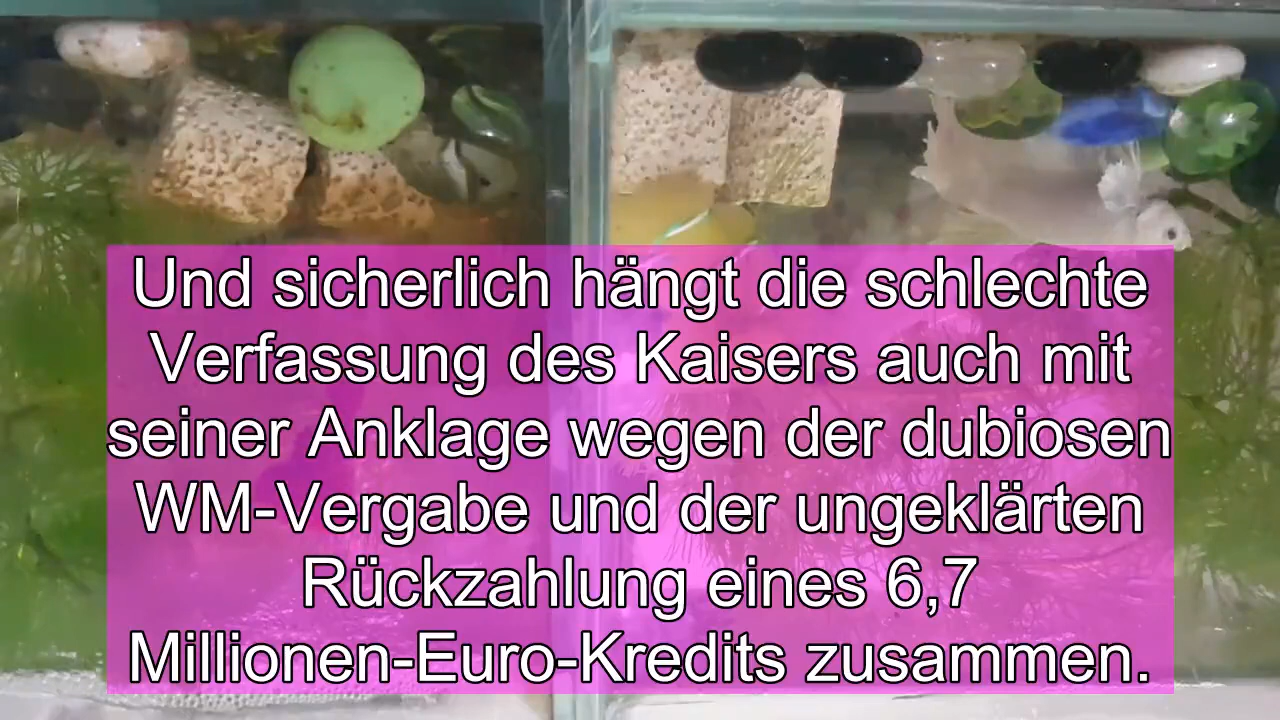 Und sicherlich hängt die schlechte
Verfassung des Kaisers auch mit
seiner Anklage wegen der dubiosen
WM-Vergabe und der ungeklärten
Rückzahlung eines 6,7
Millionen-Euro-Kredits zusammen.